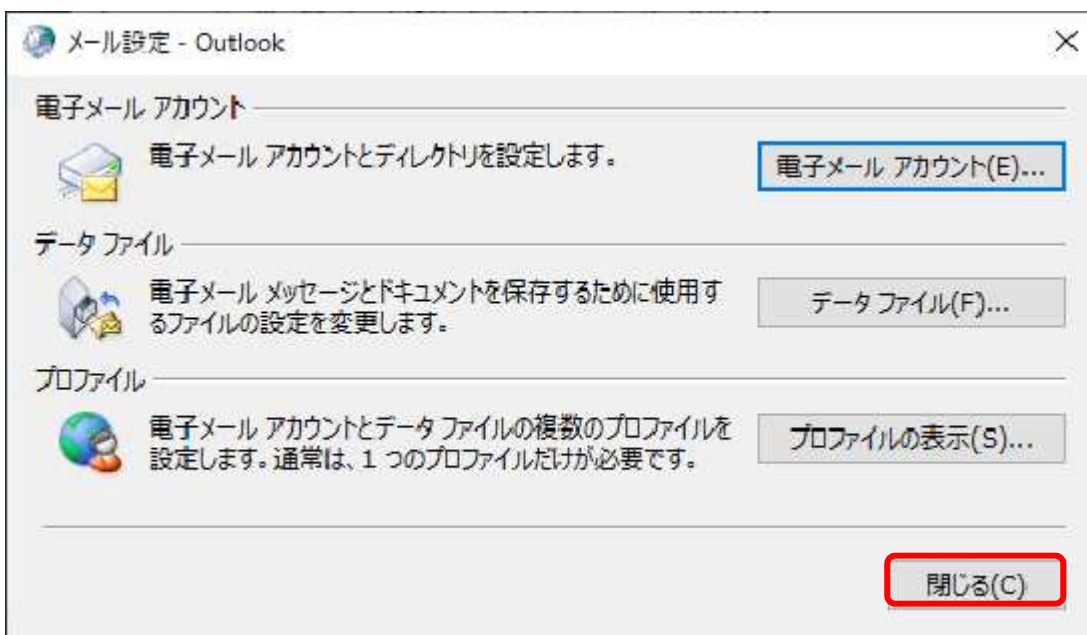 メール設定 - Outlook
電子メール アカウント
電子メール アカウントとディレクトリを設定します。
電子メール アカウント(E)...
データ ファイル
電子メール メッセージとドキュメントを保存するために使用す
るファイルの設定を変更します。
データ ファイル(F)...
プロファイル
電子メール アカウントとデータ ファイルの複数のプロファイルを
設定します。通常は、1 つのプロファイルだけが必要です。
プロファイルの表示(S)...
閉じる(C)